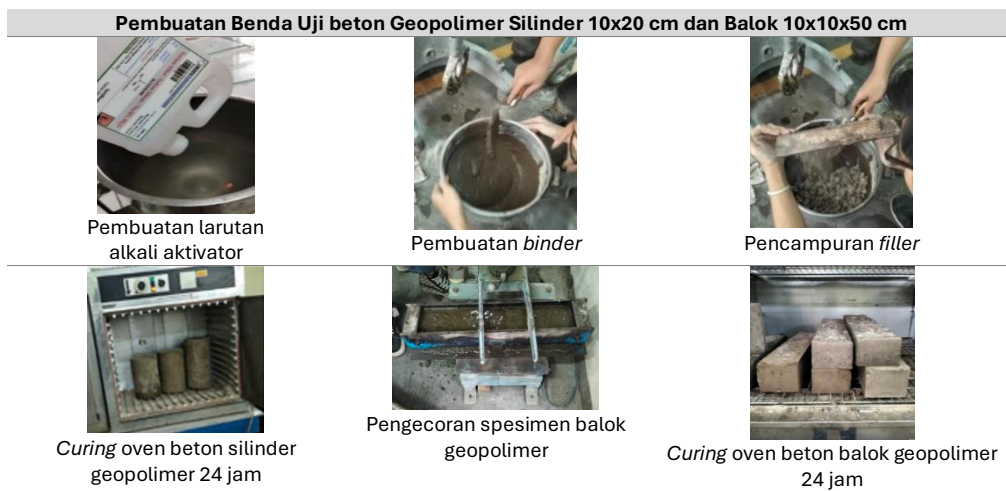 Pembuatan Benda Uji beton Geopolimer Silinder 10x20 cm dan Balok 10x10x50 cm
Pembuatan larutan
alkali aktivator
Pembuatan binder
Pencampuran filler
Curing oven beton silinder
geopolimer 24 jam
Pengecoran spesimen balok
geopolimer
Curing oven beton balok geopolimer
24 jam